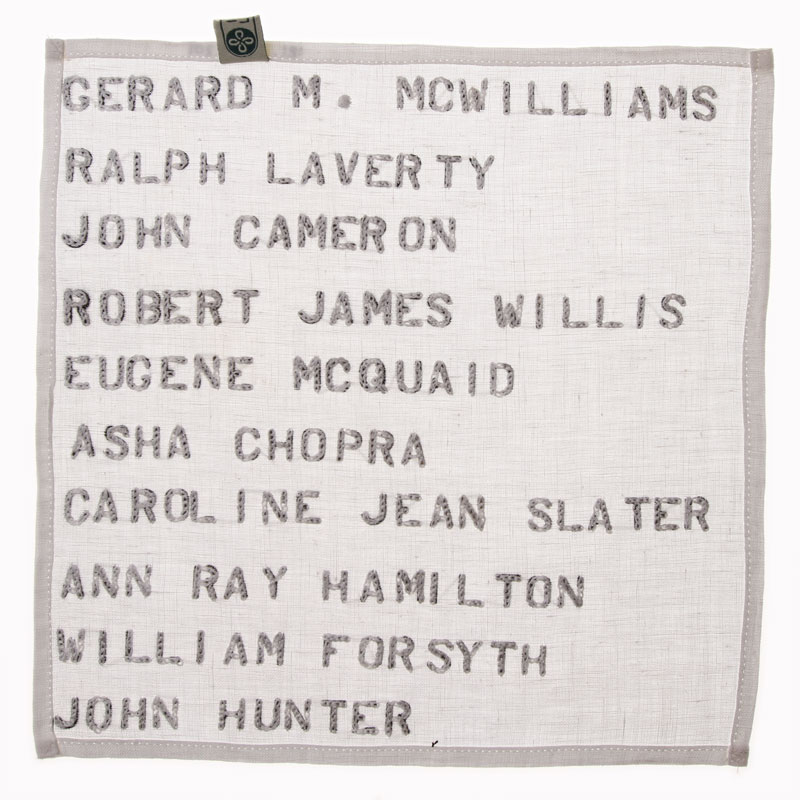 GERARD M. MCWILLIAMS
RALPH LAVERTY
JOHN CAMERON
ROBERT JAMES WILLIS
EUGENE MCQUAID
ASHA CHOPRA
CAROLINE JEAN SLATER
ANN RAY HAMILTON
WILLIAM FORSYTH
JOHN HUNTER